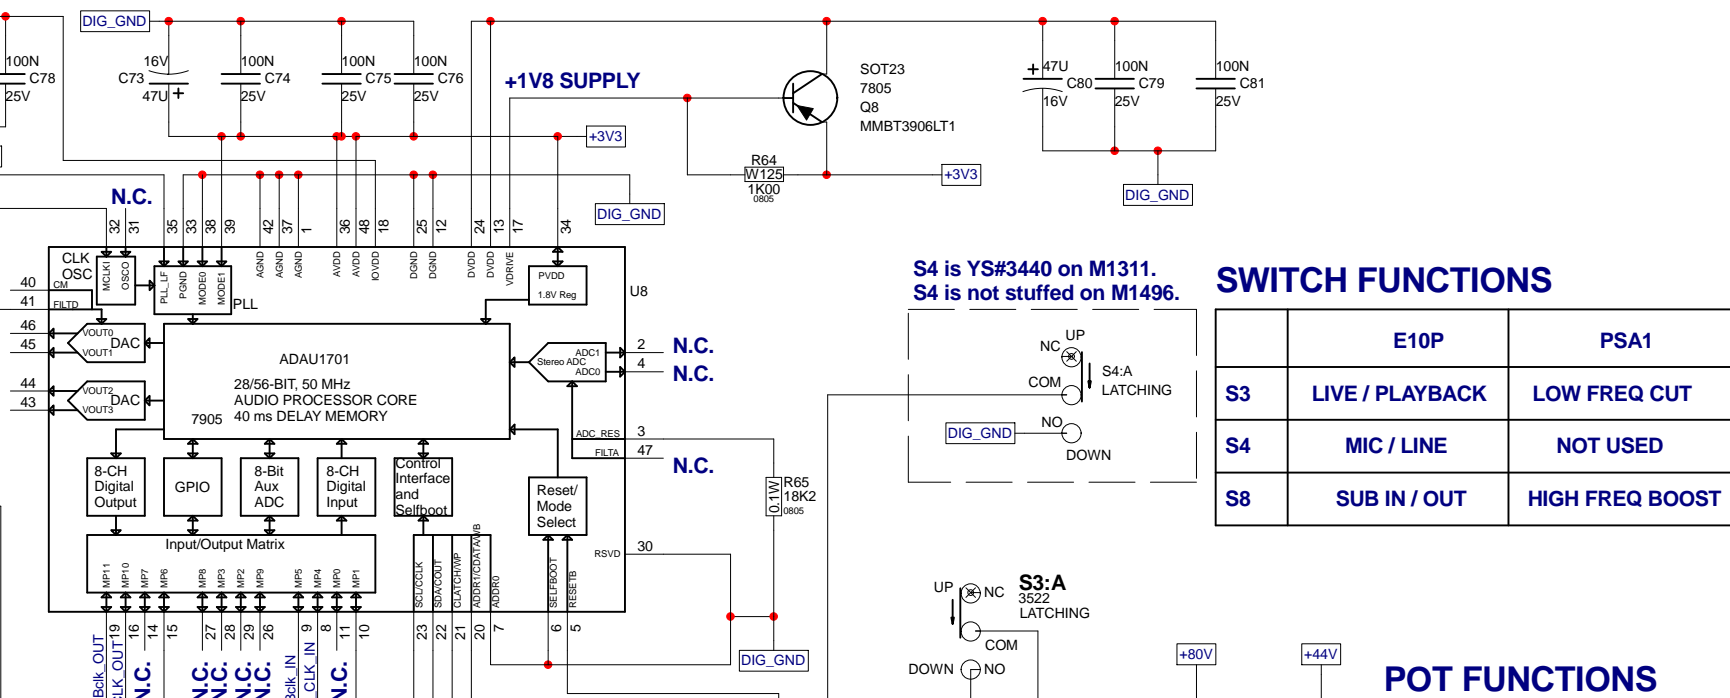 DIG_GND
100N
C78
25V
16V
C73
47U
+
100N
C74
25V
100N
C75
25V
100N
C76
25V
+1V8 SUPPLY
+3V3
SOT23
7805
Q8
MMBT3906LT1
R64
W125
1K00
0805
+3V3
+
47U
C80
16V
100N
C79
25V
100N
C81
25V
DIG_GND
DIG_GND
N.C.
32
31
35
33
38
39
42
37
1
36
48
18
25
12
24
13
17
34
CLK
OSC
MCLKI
OSCO
PLL_LF
PGND
MODE0
MODE1
PLL
AGND
AGND
AGND
AVDD
AVDD
IOVDD
DGND
DGND
DVDD
DVDD
VDRIVE
PVDD
1.8V Reg
U8
40
CM
41
FILTD
46
VOUT0
45
VOUT1
DAC
44
VOUT2
43
VOUT3
DAC
ADAU1701
28/56-BIT, 50 MHz
AUDIO PROCESSOR CORE
40 ms DELAY MEMORY
7905
Stereo ADC
ADC1
ADC0
2
N.C.
4
N.C.
ADC_RES
3
FILTA
47
N.C.
8-CH
Digital
Output
GPIO
8-Bit
Aux
ADC
8-CH
Digital
Input
Control
Interface
and
Selfboot
Reset/
Mode
Select
R65
18K2
0.1W
0805
Input/Output Matrix
RSVD
30
MP11
MP10
MP7
MP6
MP8
MP3
MP2
MP9
MP5
MP4
MP0
MP1
SCL/CCLK
SDA/COUT
CLATCH/WP
ADDR1/CDATA/WB
ADDR0
SELFBOOT
RESETB
19
16
14
15
27
28
29
26
9
8
11
10
23
22
21
20
7
6
5
Bclk_OUT
CLK_OUT
N.C.
N.C.
N.C.
N.C.
Bclk_IN
CLK_IN
N.C.
DIG_GND
S4 is YS#3440 on M1311.
S4 is not stuffed on M1496.
UP
NC
COM
S4:A
LATCHING
DIG_GND
NO
DOWN
SWITCH FUNCTIONS
E10P PSA1
S3 LIVE / PLAYBACK LOW FREQ CUT
S4 MIC / LINE NOT USED
S8 SUB IN / OUT HIGH FREQ BOOST
UP
NC
S3:A
3522
LATCHING
COM
DOWN
NO
+80V
+44V
POT FUNCTIONS